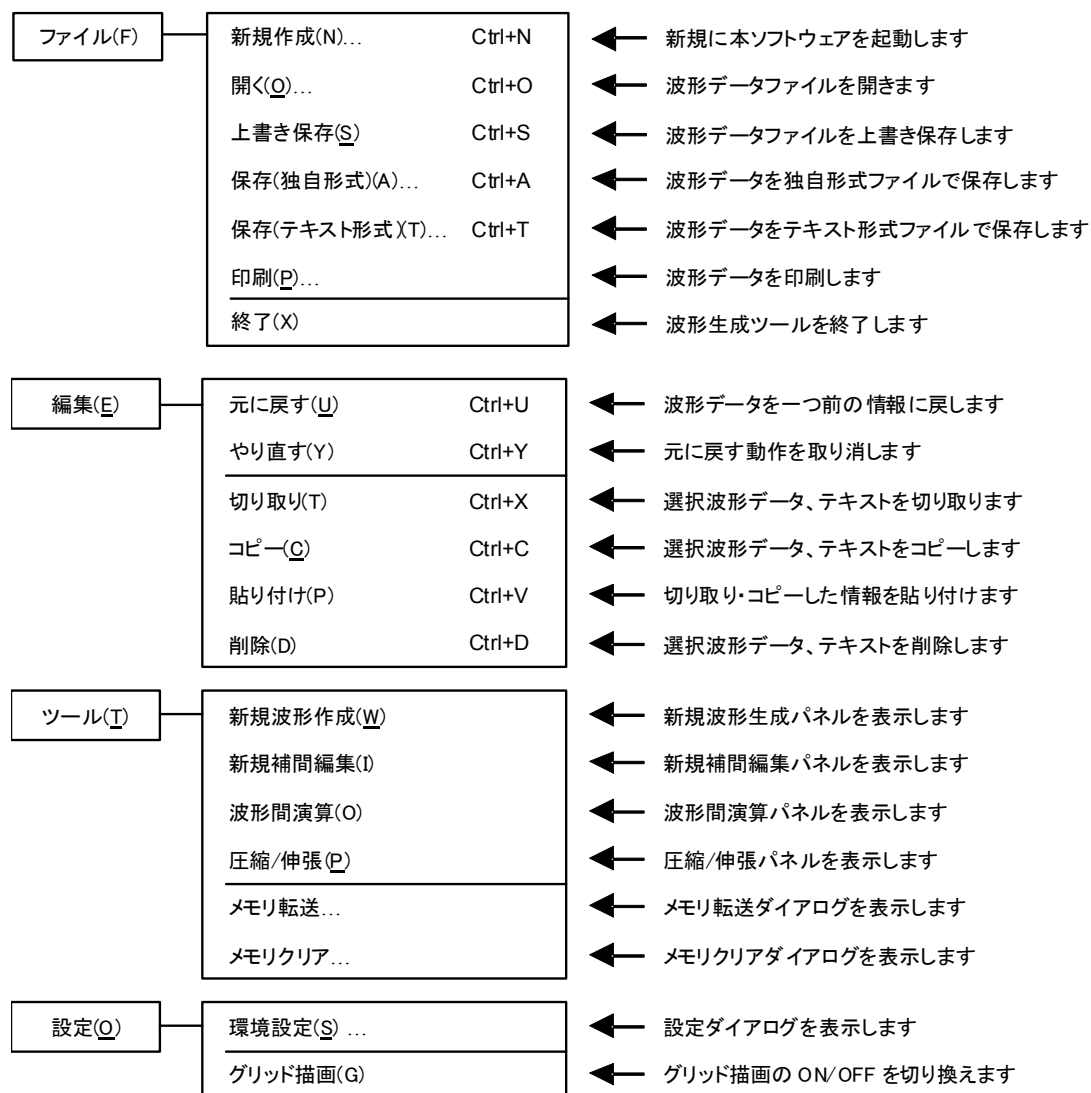 ファイル(F) 新規作成(N)... Ctrl+N 新規に本ソフトウェアを起動します
開く(O)... Ctrl+O 波形データファイルを開きます
上書き保存(S) Ctrl+S 波形データファイルを上書き保存します
保存(独自形式)(A)... Ctrl+A 波形データを独自形式ファイルで保存します
保存(テキスト形式)(T)... Ctrl+T 波形データをテキスト形式ファイルで保存します
印刷(P)... 波形データを印刷します
終了(X) 波形生成ツールを終了します
編集(E) 元に戻す(U) Ctrl+U 波形データを一つ前の情報に戻します
やり直す(Y) Ctrl+Y 元に戻す動作を取り消します
切り取り(T) Ctrl+X 選択波形データ、テキストを切り取ります
コピー(C) Ctrl+C 選択波形データ、テキストをコピーします
貼り付け(P) Ctrl+V 切り取り・コピーした情報を貼り付けます
削除(D) Ctrl+D 選択波形データ、テキストを削除します
ツール(T) 新規波形作成(W) 新規波形生成パネルを表示します
新規補間編集(I) 新規補間編集パネルを表示します
波形間演算(O) 波形間演算パネルを表示します
圧縮/伸張(P) 圧縮/伸張パネルを表示します
メモリ転送... メモリ転送ダイアログを表示します
メモリクリア... メモリクリアダイアログを表示します
設定(O) 環境設定(S) ... 設定ダイアログを表示します
グリッド描画(G) グリッド描画の ON/OFF を切り換えます